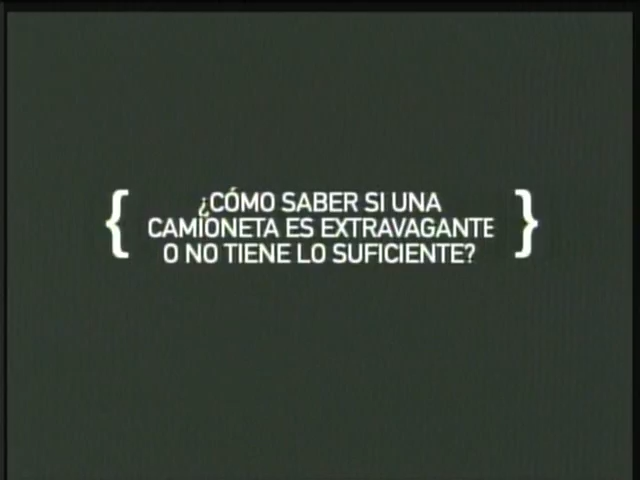 { ¿CÓMO SABER SI UNA
CAMIONETA ES EXTRAVAGANTE
O NO TIENE LO SUFICIENTE? }